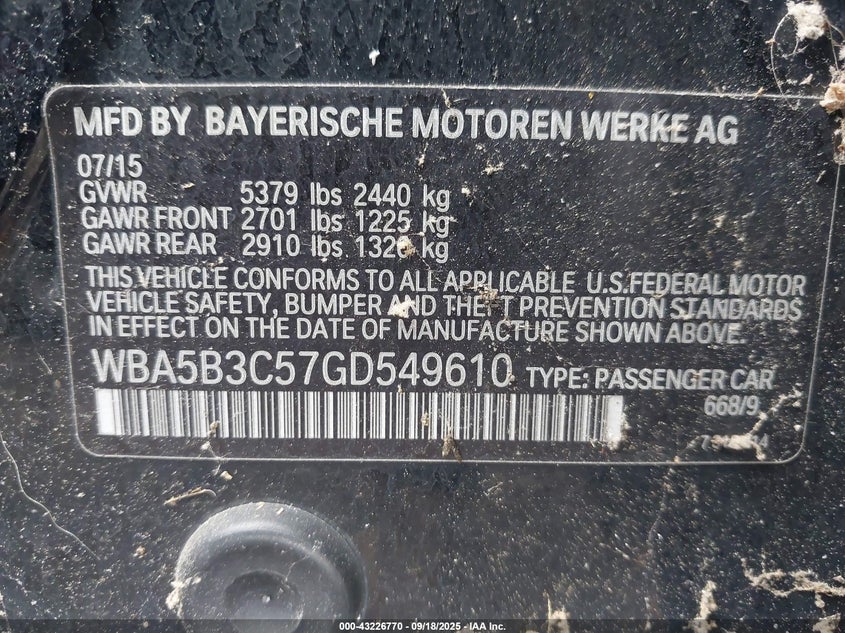 MFD BY BAYERISCHE MOTOREN WERKE AG
07/15
GVWR 5379 lbs 2440 kg
GAWR FRONT 2701 lbs 1225 kg
GAWR REAR 2910 lbs 1320 kg
THIS VEHICLE CONFORMS TO ALL APPLICABLE U.S.FEDERAL MOTOR
VEHICLE SAFETY, BUMPER AND THEFT PREVENTION STANDARDS
IN EFFECT ON THE DATE OF MANUFACTURE SHOWN ABOVE.
WBA5B3C57GD549610 TYPE: PASSENGER CAR
668/9
000-43226770 - 09/18/2025 - IAA Inc.